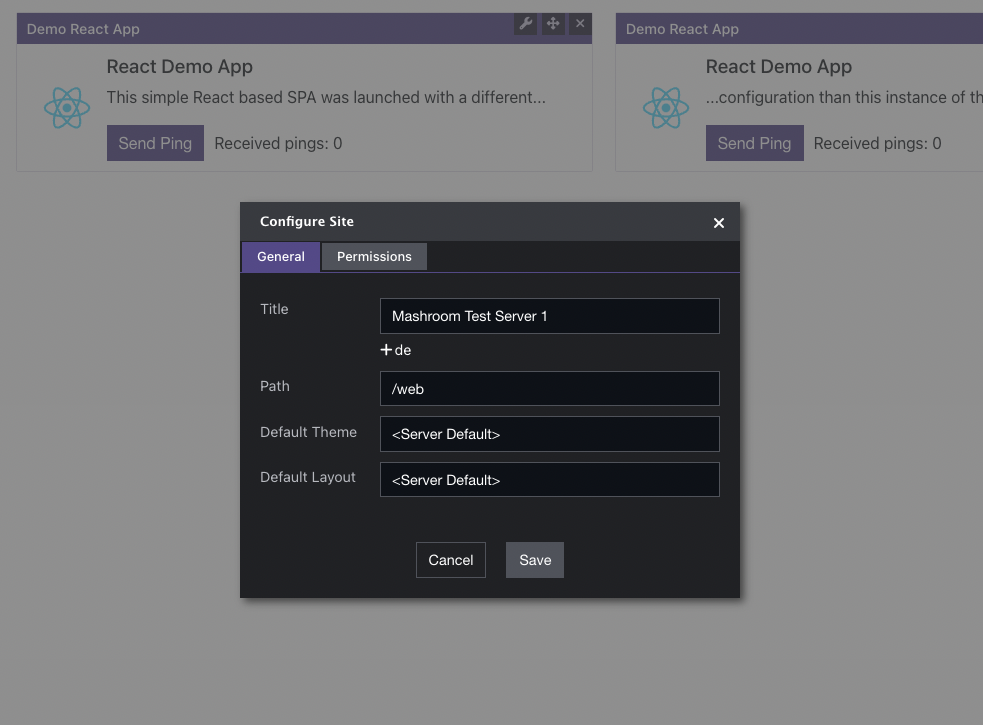 Demo React App
React Demo App
This simple React based SPA was launched with a different...
Send Ping Received pings: 0
Demo React App
React Demo App
...configuration than this instance of th
Send Ping Received pings: 0
Configure Site
General Permissions
Title Mashroom Test Server 1
de
Path /web
Default Theme <Server Default>
Default Layout <Server Default>
Cancel Save